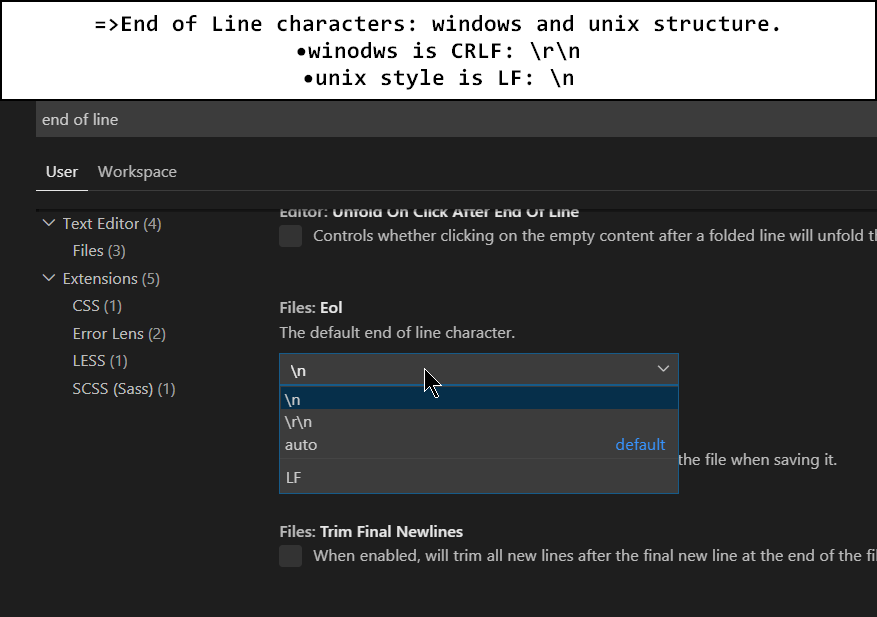 =>End of Line characters: windows and unix structure.
•winodws is CRLF: \r\n
•unix style is LF: \n
end of line
User Workspace
Text Editor (4)
Files (3)
Extensions (5)
CSS (1)
Error Lens (2)
LESS (1)
SCSS (Sass) (1)
Editor: Unfold On Click After End Of Line
Controls whether clicking on the empty content after a folded line will unfold
Files: Eol
The default end of line character.
\n
\n
\r\n
auto default
LF
the file when saving it.
Files: Trim Final Newlines
When enabled, will trim all new lines after the final new line at the end of the